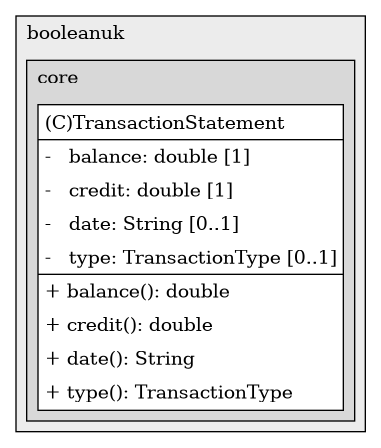 booleanuk
core
(C)TransactionStatement
-   balance: double [1]
-   credit: double [1]
-   date: String [0..1]
-   type: TransactionType [0..1]
+ balance(): double
+ credit(): double
+ date(): String
+ type(): TransactionType